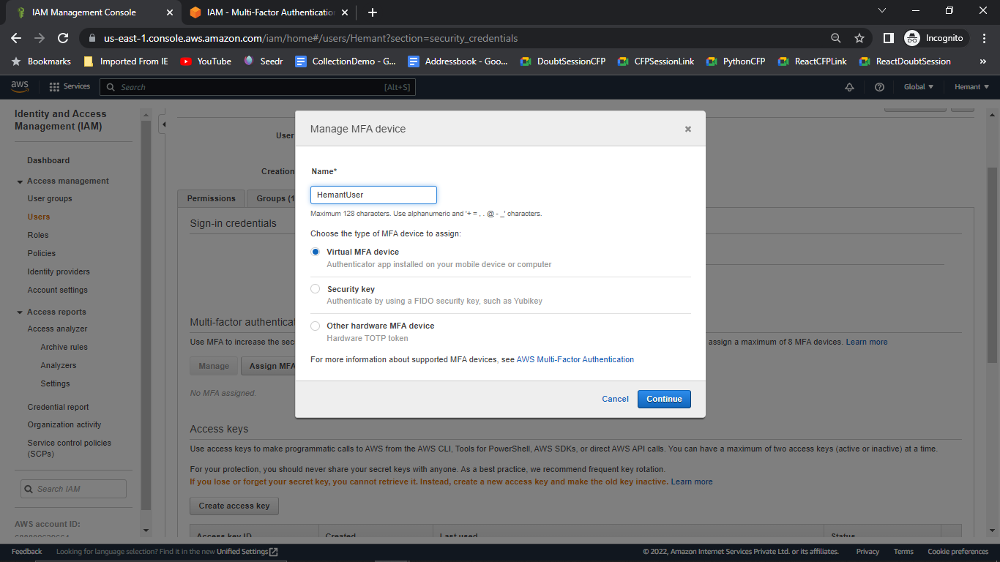 IAM Management Console
IAM - Multi-Factor Authentication
us-east-1.console.aws.amazon.com/iam/home#/users/Hemant?section=security_credentials
Incognito
Bookmarks
Imported From IE
YouTube
Seedr
CollectionDemo - G...
Addressbook - Goo...
DoubtSessionCFP
CFPSessionLink
PythonCFP
ReactCFPLink
ReactDoubtSession
»
aws
Services
Search
[Alt+S]
Global
Hemant
Identity and Access
Management (IAM)
Dashboard
Access management
User groups
Users
Roles
Policies
Identity providers
Account settings
Access reports
Access analyzer
Archive rules
Analyzers
Settings
Credential report
Organization activity
Service control policies
(SCPs)
Search IAM
AWS account ID:
User
Creation
Permissions
Groups (1
Sign-in credentials
Multi-factor authenticat
Use MFA to increase the sec
assign a maximum of 8 MFA devices. Learn more
Manage
Assign MFA
No MFA assigned.
Manage MFA device
Name*
HemantUser
Maximum 128 characters. Use alphanumeric and '+ = , . @ - _' characters.
Choose the type of MFA device to assign:
Virtual MFA device
Authenticator app installed on your mobile device or computer
Security key
Authenticate by using a FIDO security key, such as Yubikey
Other hardware MFA device
Hardware TOTP token
For more information about supported MFA devices, see AWS Multi-Factor Authentication
Cancel
Continue
Access keys
Use access keys to make programmatic calls to AWS from the AWS CLI, Tools for PowerShell, AWS SDKs, or direct AWS API calls. You can have a maximum of two access keys (active or inactive) at a time.
For your protection, you should never share your secret keys with anyone. As a best practice, we recommend frequent key rotation.
If you lose or forget your secret key, you cannot retrieve it. Instead, create a new access key and make the old key inactive. Learn more
Create access key
Access key ID
Created
Last used
Status
Feedback
Looking for language selection? Find it in the new Unified Settings
© 2022, Amazon Internet Services Private Ltd. or its affiliates.
Privacy
Terms
Cookie preferences